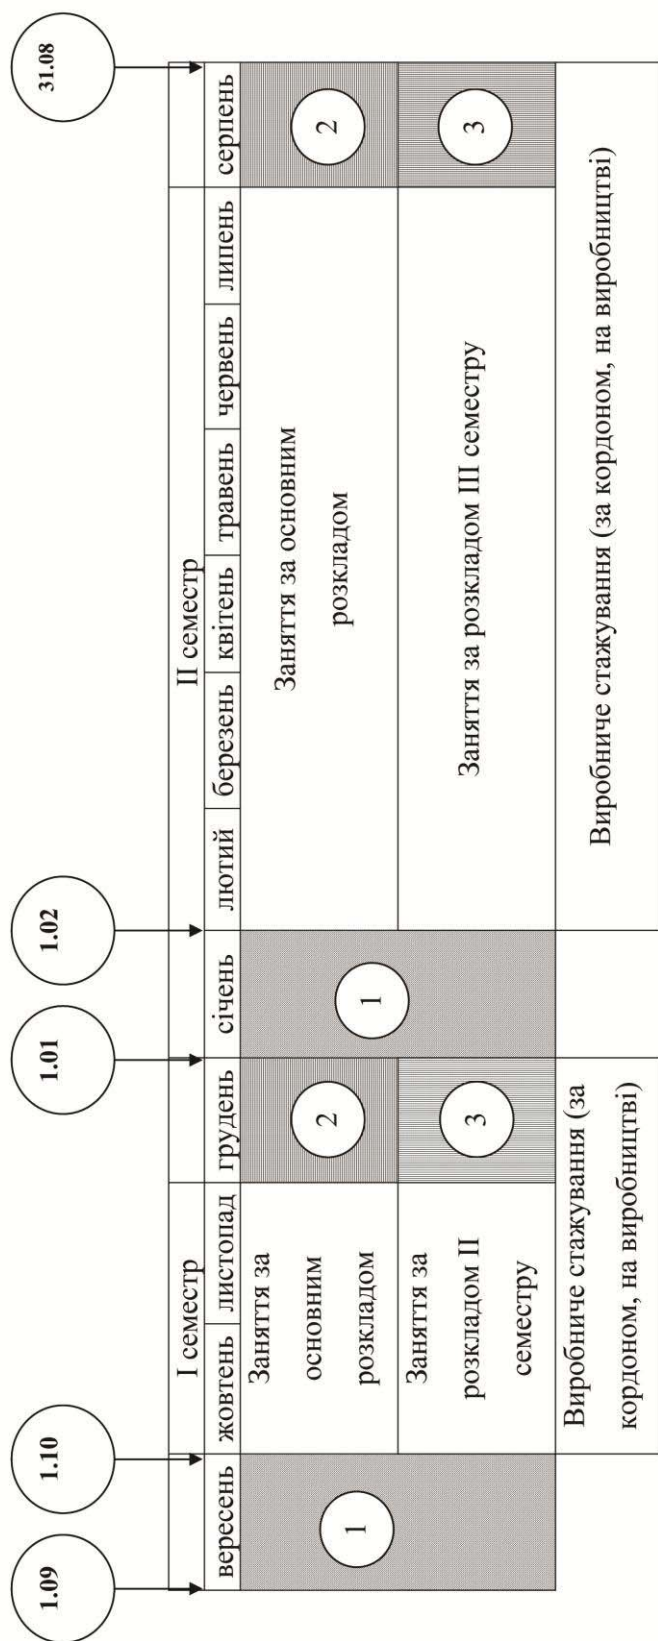 1.09
1.10
1.01
1.02
31.08
І семестр
ІІ семестр
вересень
жовтень
листопад
грудень
січень
лютий
березень
квітень
травень
червень
липень
серпень
1
Заняття за
основним
розкладом
2
1
Заняття за основним
розкладом
2
Заняття за
розкладом ІІ
семестру
3
Заняття за розкладом ІІІ семестру
3
Виробниче стажування (за
кордоном, на виробництві)
Виробниче стажування (за кордоном, на виробництві)